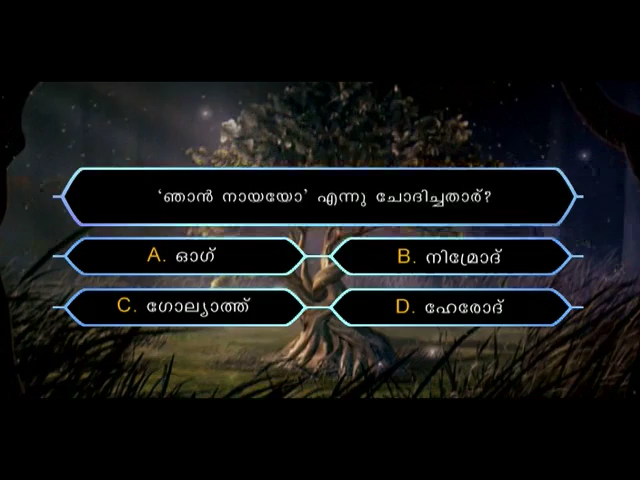 ‘ഞാൻ നായയോ’ എന്നു ചോദിച്ചതാര്?
A. ഓഗ്
B. നിമ്രോദ്
C. ഗോല്യാത്ത്
D. ഹേരോദ്